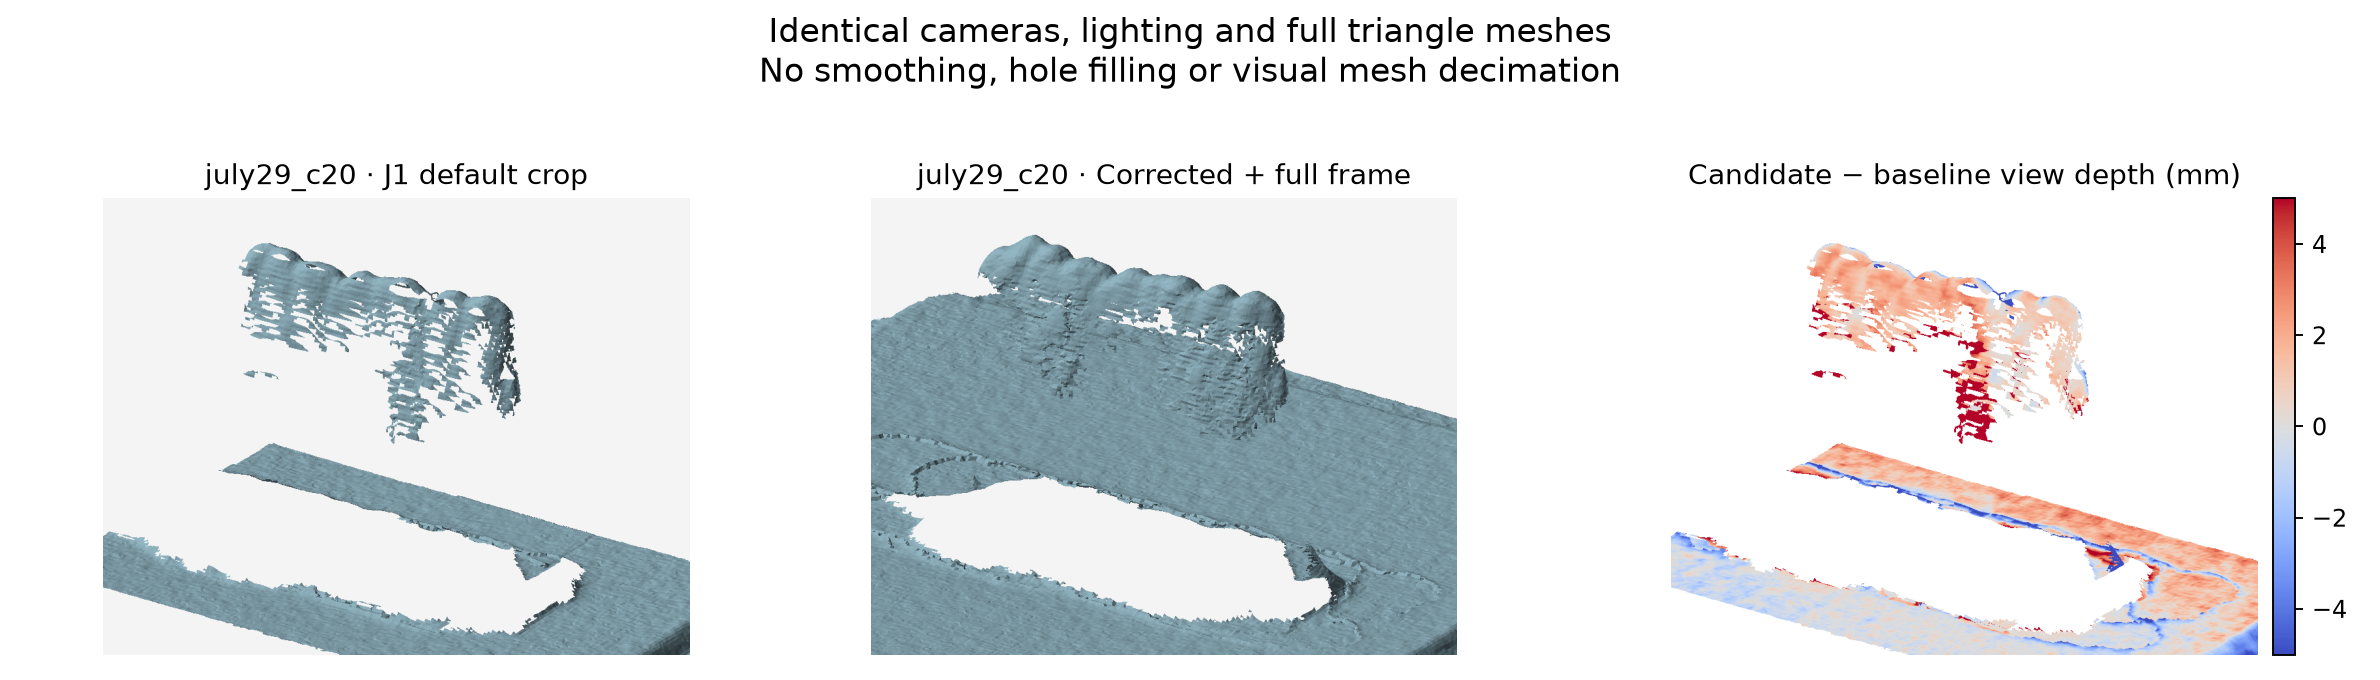 Identical cameras, lighting and full triangle meshes
No smoothing, hole filling or visual mesh decimation
july29_c20 · J1 default crop
july29_c20 · Corrected + full frame
Candidate − baseline view depth (mm)
4
2
0
−2
−4